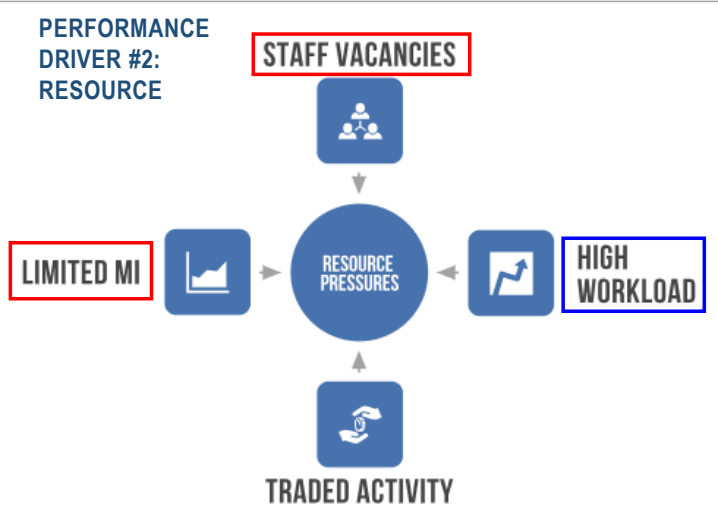 PERFORMANCE
DRIVER #2:
RESOURCE
STAFF VACANCIES
LIMITED MI
RESOURCE
PRESSURES
HIGH
WORKLOAD
TRADED ACTIVITY